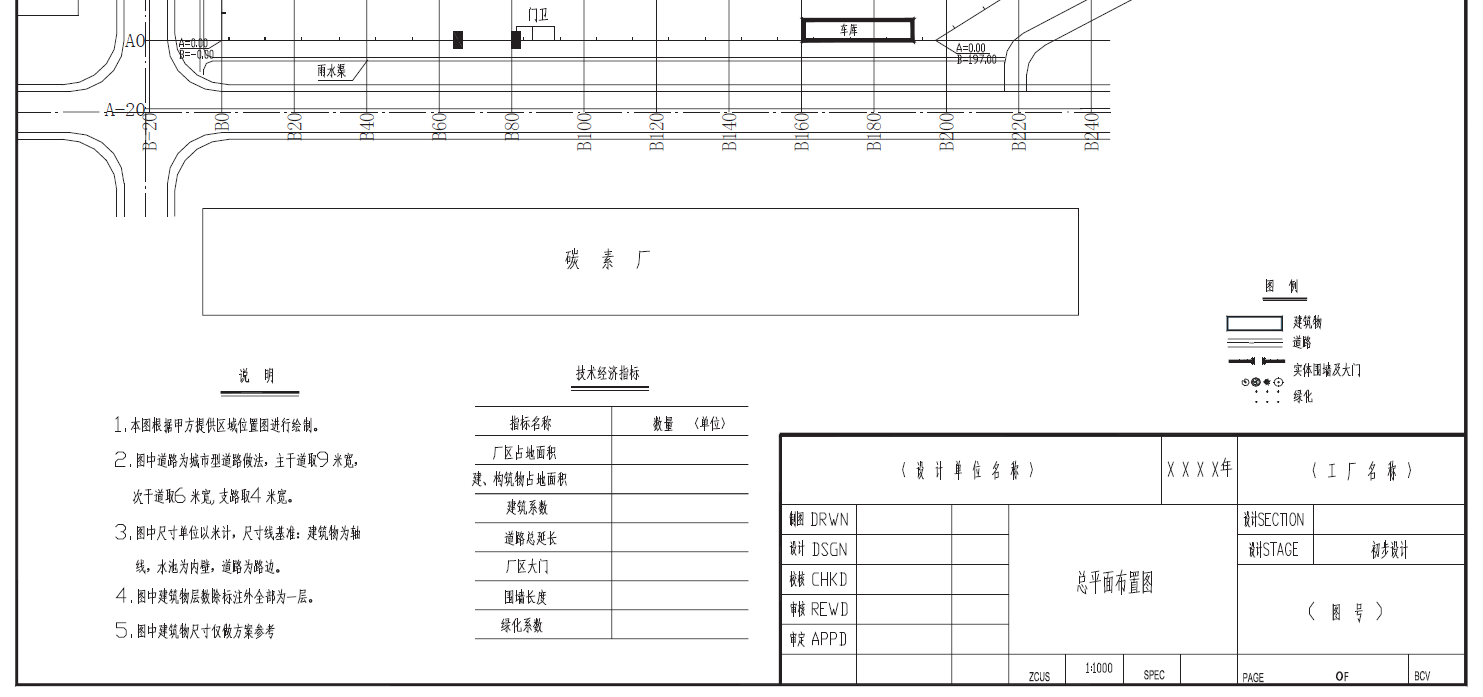 门卫
车库
A0
A=0.00
B=-0.80
A=0.00
B=197.00
雨水渠
A-20
B-20
B0
B20
B40
B60
B80
B100
B120
B140
B160
B180
B200
B220
B240
碳 素 厂
图 例
建筑物
道路
实体围墙及大门
绿化
说 明
1.本图根据甲方提供区域位置图进行绘制。
2.图中道路为城市型道路做法，主干道取9米宽，
次干道取6米宽,支路取4米宽。
3.图中尺寸单位以米计，尺寸线基准：建筑物为轴
线，水池为内壁，道路为路边。
4.图中建筑物层数除标注外全部为一层。
5.图中建筑物尺寸仅做方案参考
技术经济指标
指标名称 数量 （单位）
厂区占地面积
建、构筑物占地面积
建筑系数
道路总延长
厂区大门
围墙长度
绿化系数
（设计单位名称） XXXX年 （工厂名称）
制图 DRWN
设计 DSGN
校核 CHKD
审核 REWD
审定 APPD
总平面布置图
设计SECTION
设计STAGE 初步设计
（图号）
ZCUS 1:1000 SPEC
PAGE OF BCV